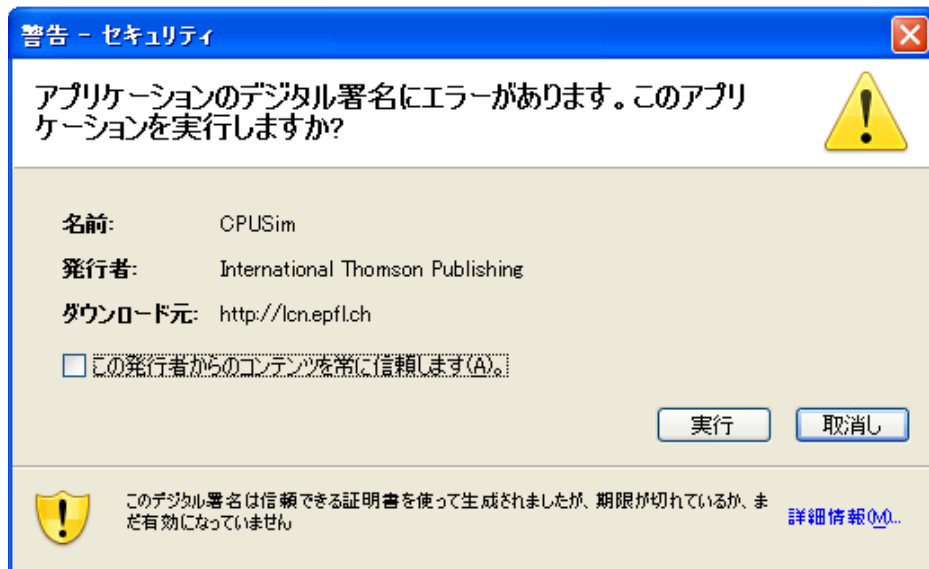 警告 - セキュリティ
アプリケーションのデジタル署名にエラーがあります。このアプリ
ケーションを実行しますか?
名前: CPUSim
発行者: International Thomson Publishing
ダウンロード元: http://lcn.epfl.ch
この発行者からのコンテンツを常に信頼します(A)。
実行 取消し
このデジタル署名は信頼できる証明書を使って生成されましたが、期限が切れているか、ま
だ有効になっていません
詳細情報(M)...